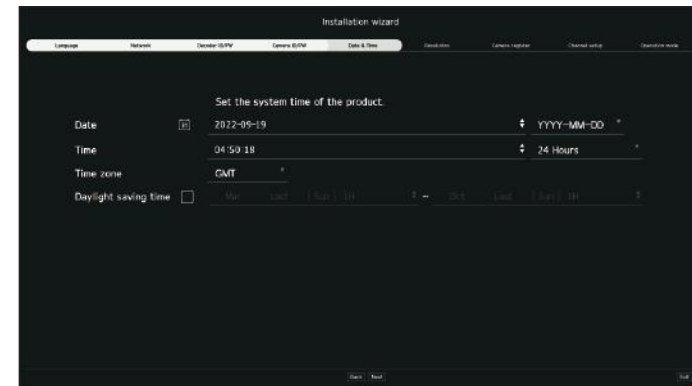 Installation wizard
Language Network Decoder ID/PW Camera ID/PW Date & Time Resolution Camera register Channel setup Operation mode
Set the system time of the product.
Date 2022-09-19 YYYY-MM-DD
Time 04:50:18 24 Hours
Time zone GMT
Daylight saving time Mar Last (Sun) 1H ~ Oct Last (Sun) 1H
Back Next Exit